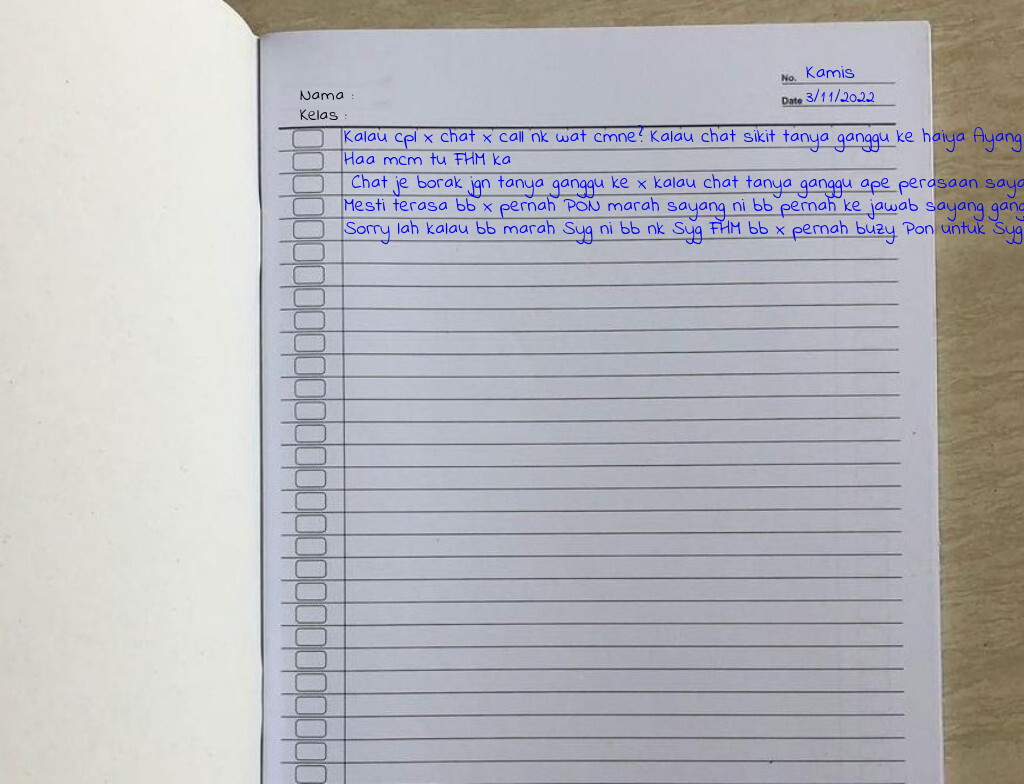 No. Kamis
Nama :
Date 3/11/2022
Kelas :
Kalau cpl x chat x call nk wat cmne? Kalau chat sikit tanya ganggu ke haiya Ayang
Haa mcm tu FHM ka
Chat je borak jgn tanya ganggu ke x kalau chat tanya ganggu ape perasaan saya
Mesti terasa bb x pernah PON marah sayang ni bb pernah ke jawab sayang
Sorry lah kalau bb marah Syg ni bb nk Syg FHM bb x pernah buzy Pon untuk Syg